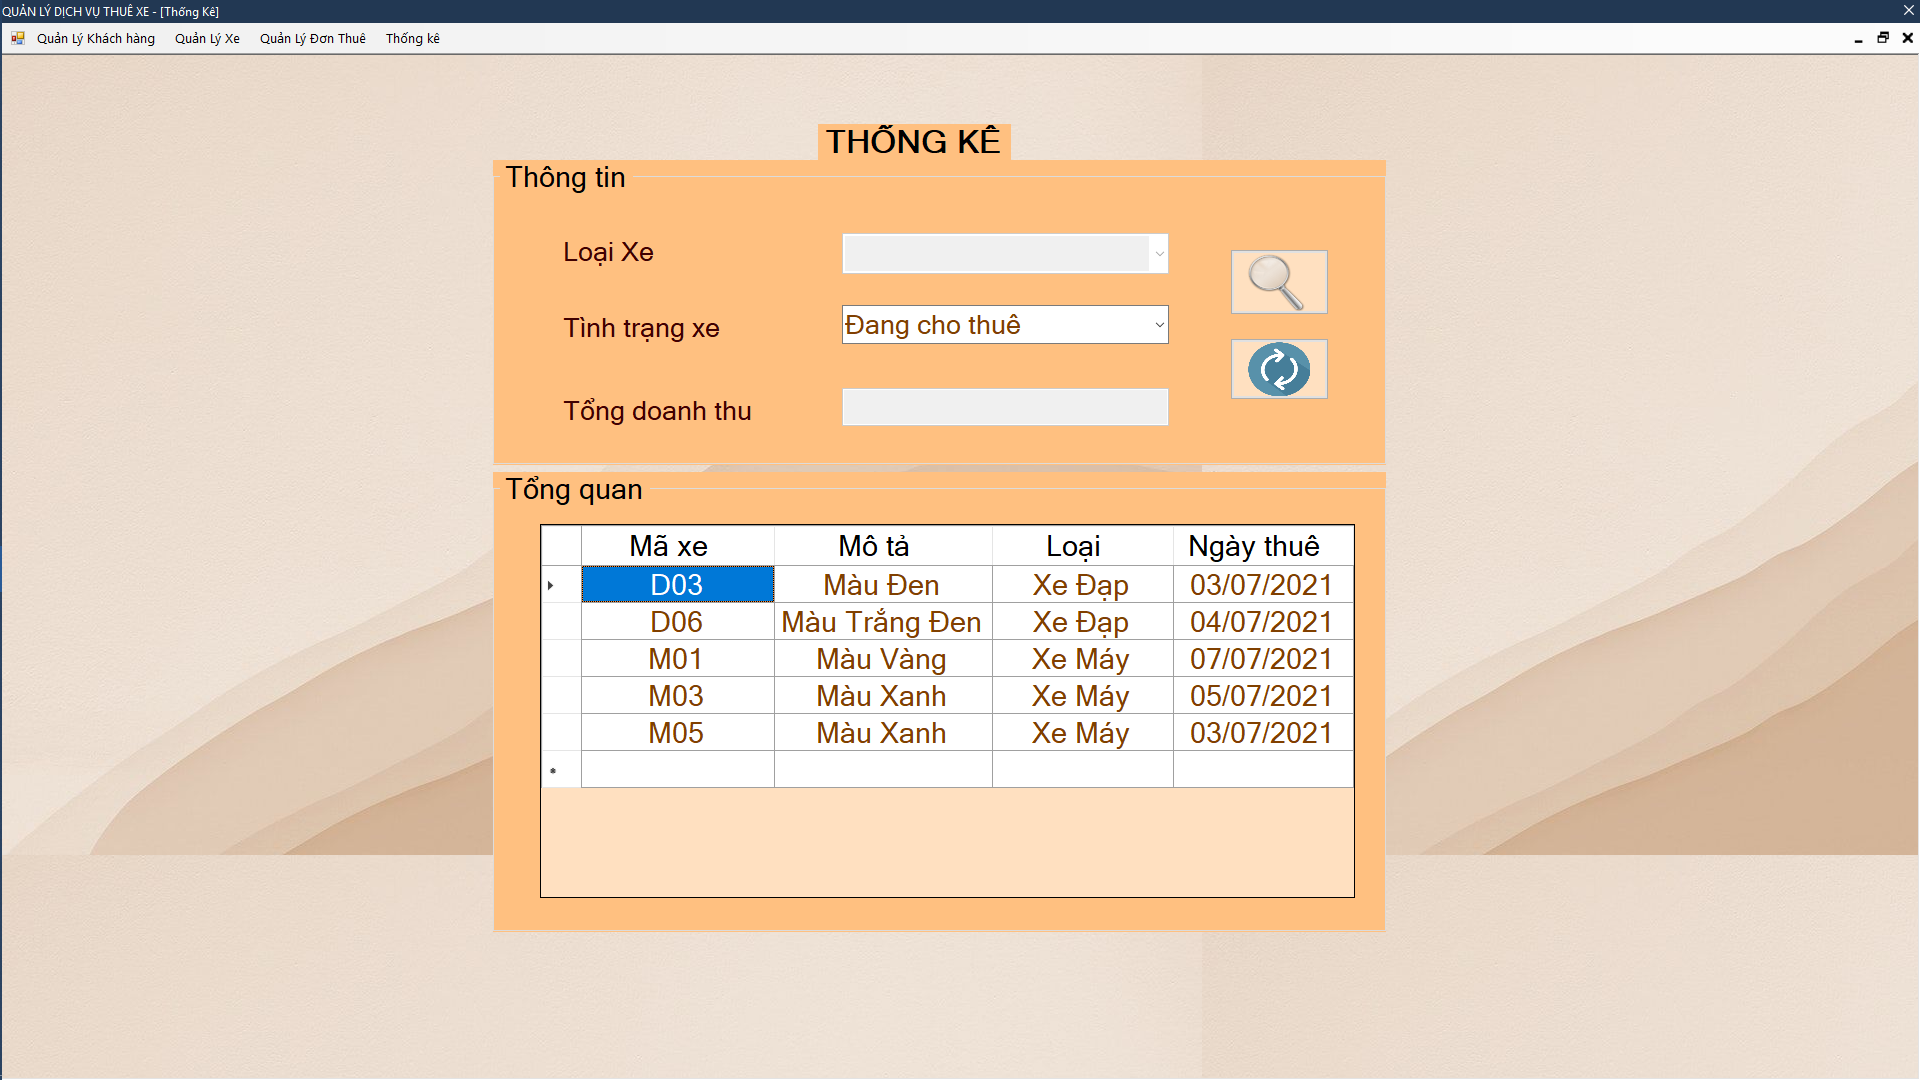 QUẢN LÝ DỊCH VỤ THUÊ XE - [Thống Kê]
Quản Lý Khách hàng Quản Lý Xe Quản Lý Đơn Thuê Thống kê
THỐNG KÊ
Thông tin
Loại Xe
Tình trạng xe Đang cho thuê
Tổng doanh thu
Tổng quan
Mã xe Mô tả Loại Ngày thuê
D03 Màu Đen Xe Đạp 03/07/2021
D06 Màu Trắng Đen Xe Đạp 04/07/2021
M01 Màu Vàng Xe Máy 07/07/2021
M03 Màu Xanh Xe Máy 05/07/2021
M05 Màu Xanh Xe Máy 03/07/2021